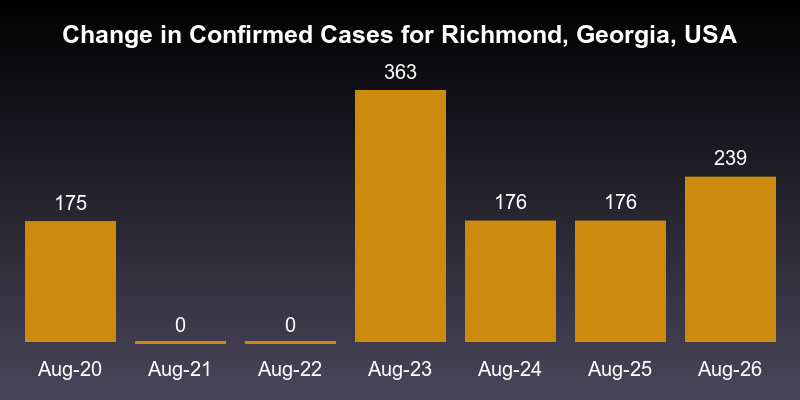 Change in Confirmed Cases for Richmond, Georgia, USA
175
0
0
363
176
176
239
Aug-20
Aug-21
Aug-22
Aug-23
Aug-24
Aug-25
Aug-26